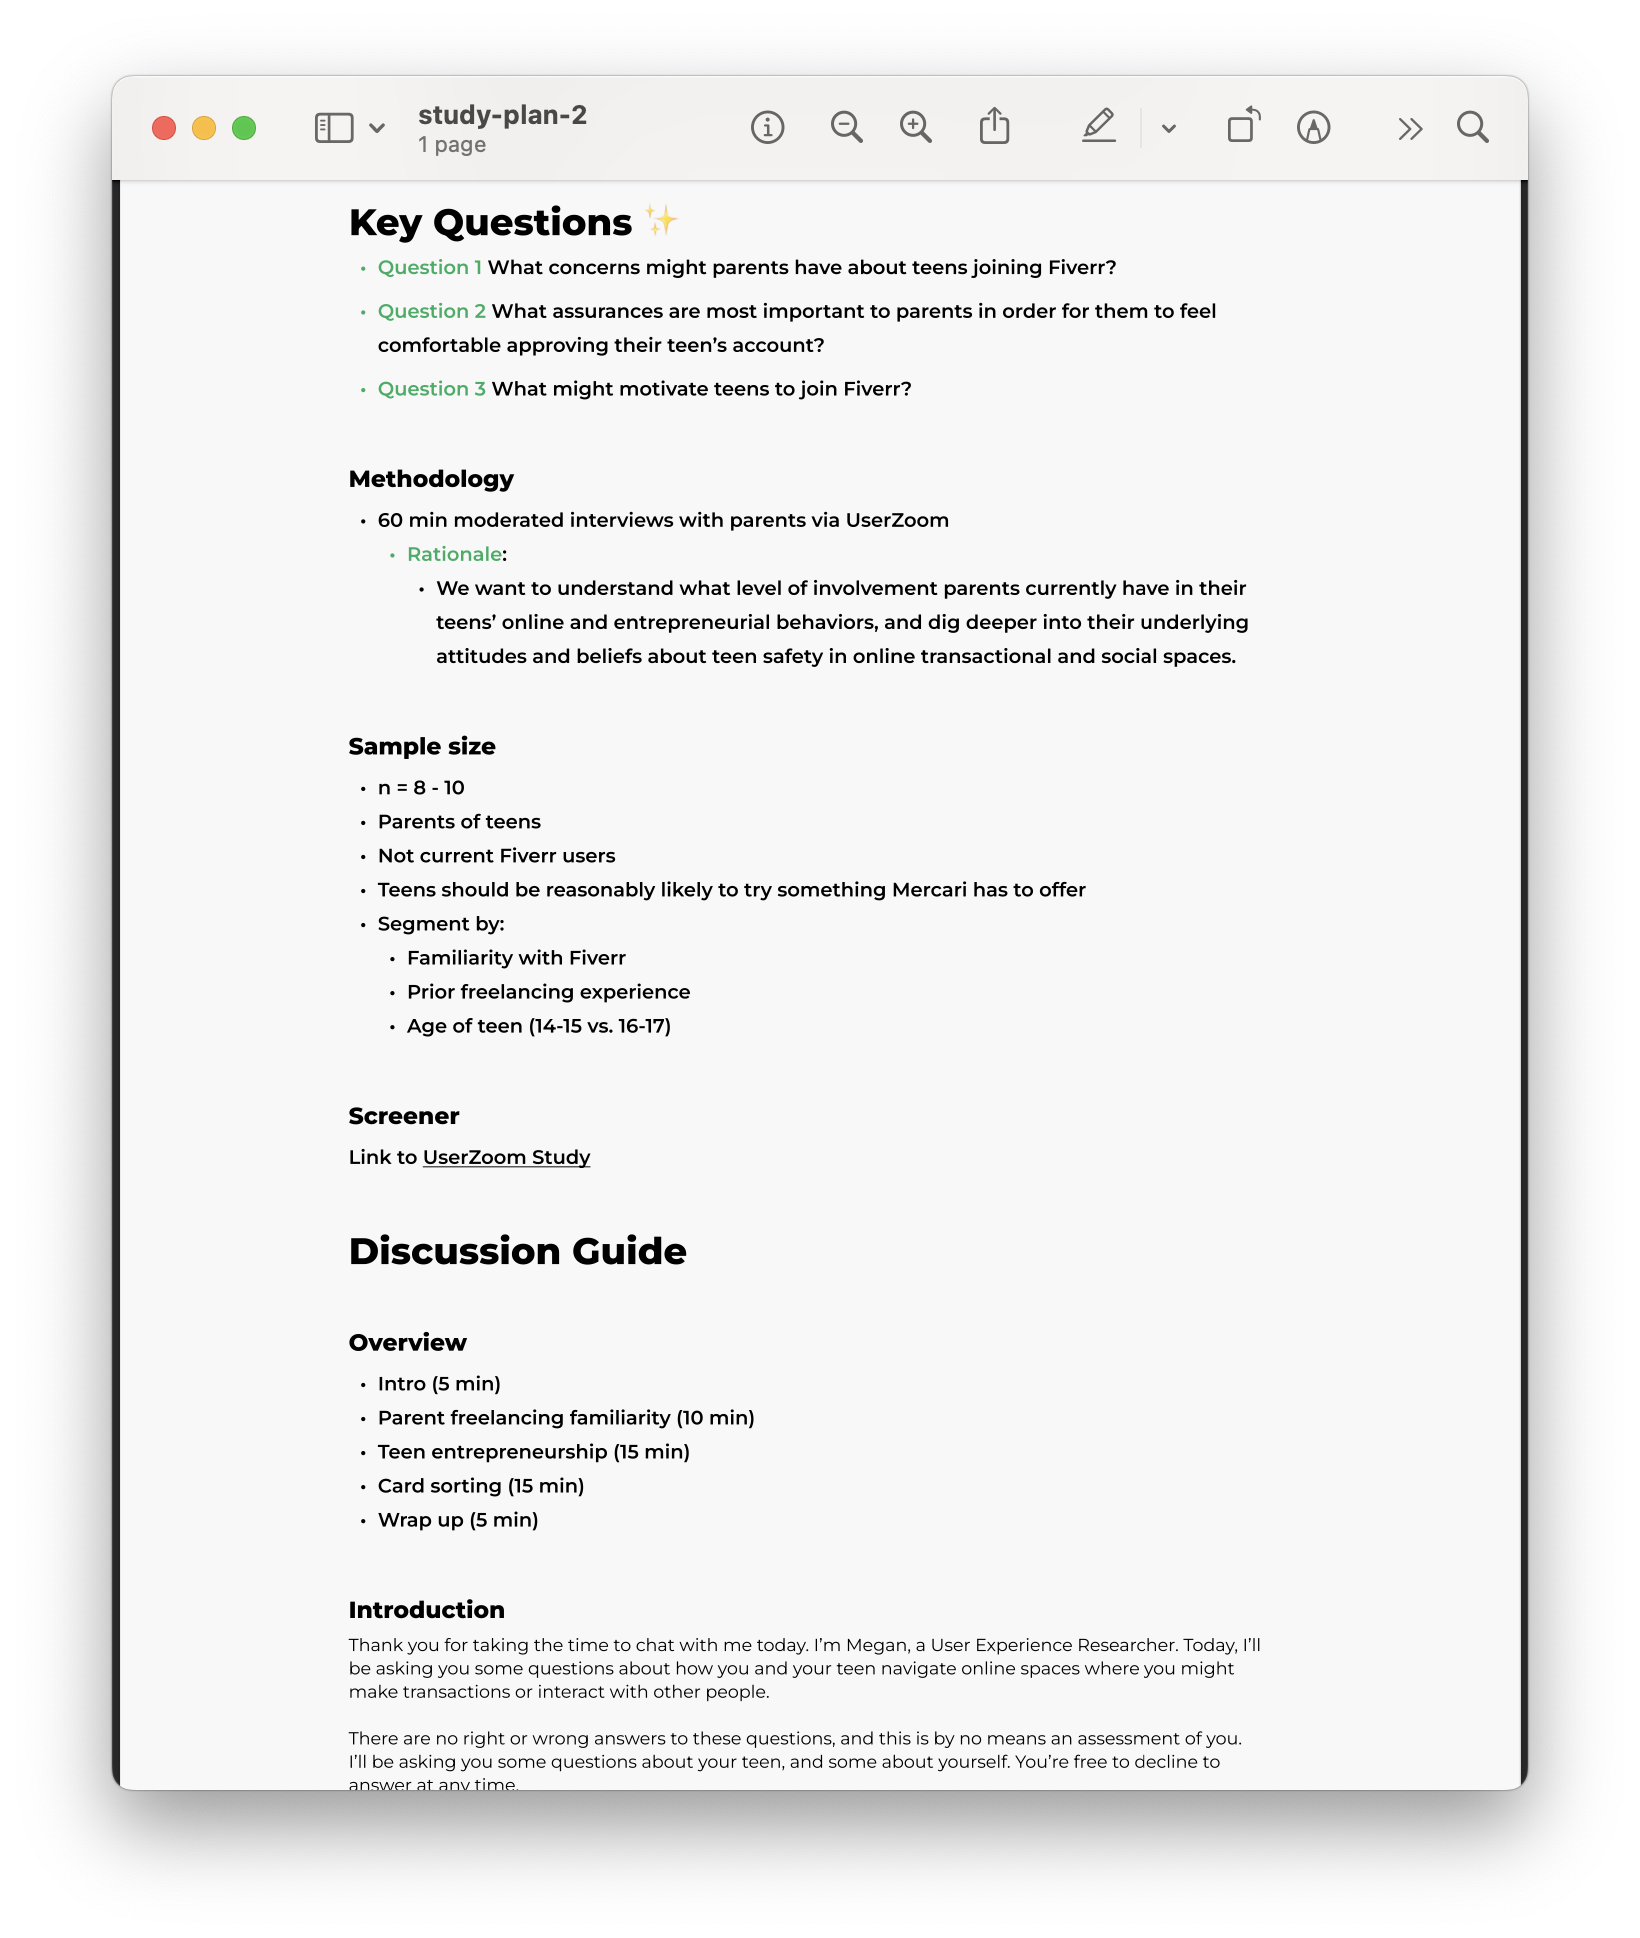 study-plan-2
1 page
Key Questions ✨
• Question 1 What concerns might parents have about teens joining Fiverr?
• Question 2 What assurances are most important to parents in order for them to feel
comfortable approving their teen’s account?
• Question 3 What might motivate teens to join Fiverr?
Methodology
• 60 min moderated interviews with parents via UserZoom
• Rationale:
• We want to understand what level of involvement parents currently have in their
teens’ online and entrepreneurial behaviors, and dig deeper into their underlying
attitudes and beliefs about teen safety in online transactional and social spaces.
Sample size
• n = 8 - 10
• Parents of teens
• Not current Fiverr users
• Teens should be reasonably likely to try something Mercari has to offer
• Segment by:
• Familiarity with Fiverr
• Prior freelancing experience
• Age of teen (14-15 vs. 16-17)
Screener
Link to UserZoom Study
Discussion Guide
Overview
• Intro (5 min)
• Parent freelancing familiarity (10 min)
• Teen entrepreneurship (15 min)
• Card sorting (15 min)
• Wrap up (5 min)
Introduction
Thank you for taking the time to chat with me today. I’m Megan, a User Experience Researcher. Today, I’ll
be asking you some questions about how you and your teen navigate online spaces where you might
make transactions or interact with other people.
There are no right or wrong answers to these questions, and this is by no means an assessment of you.
I’ll be asking you some questions about your teen, and some about yourself. You’re free to decline to
answer at any time.